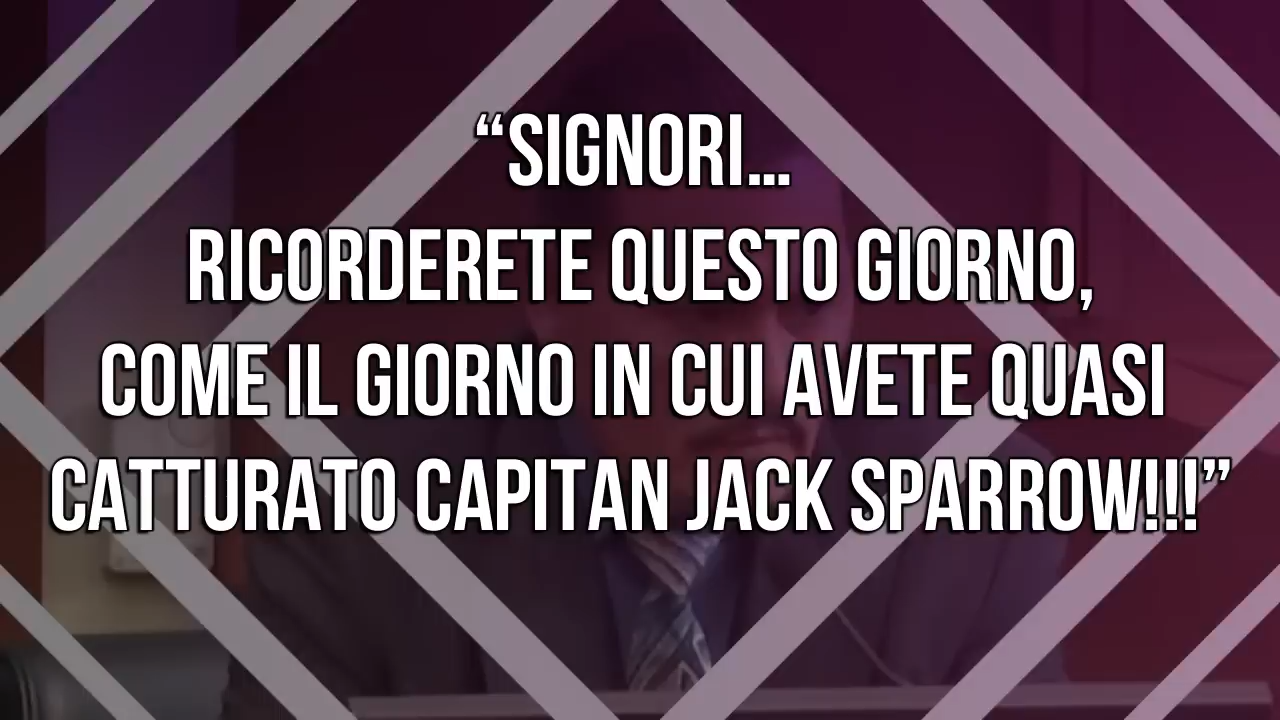 “SIGNORI...
RICORDERETE QUESTO GIORNO,
COME IL GIORNO IN CUI AVETE QUASI
CATTURATO CAPITAN JACK SPARROW!!!”